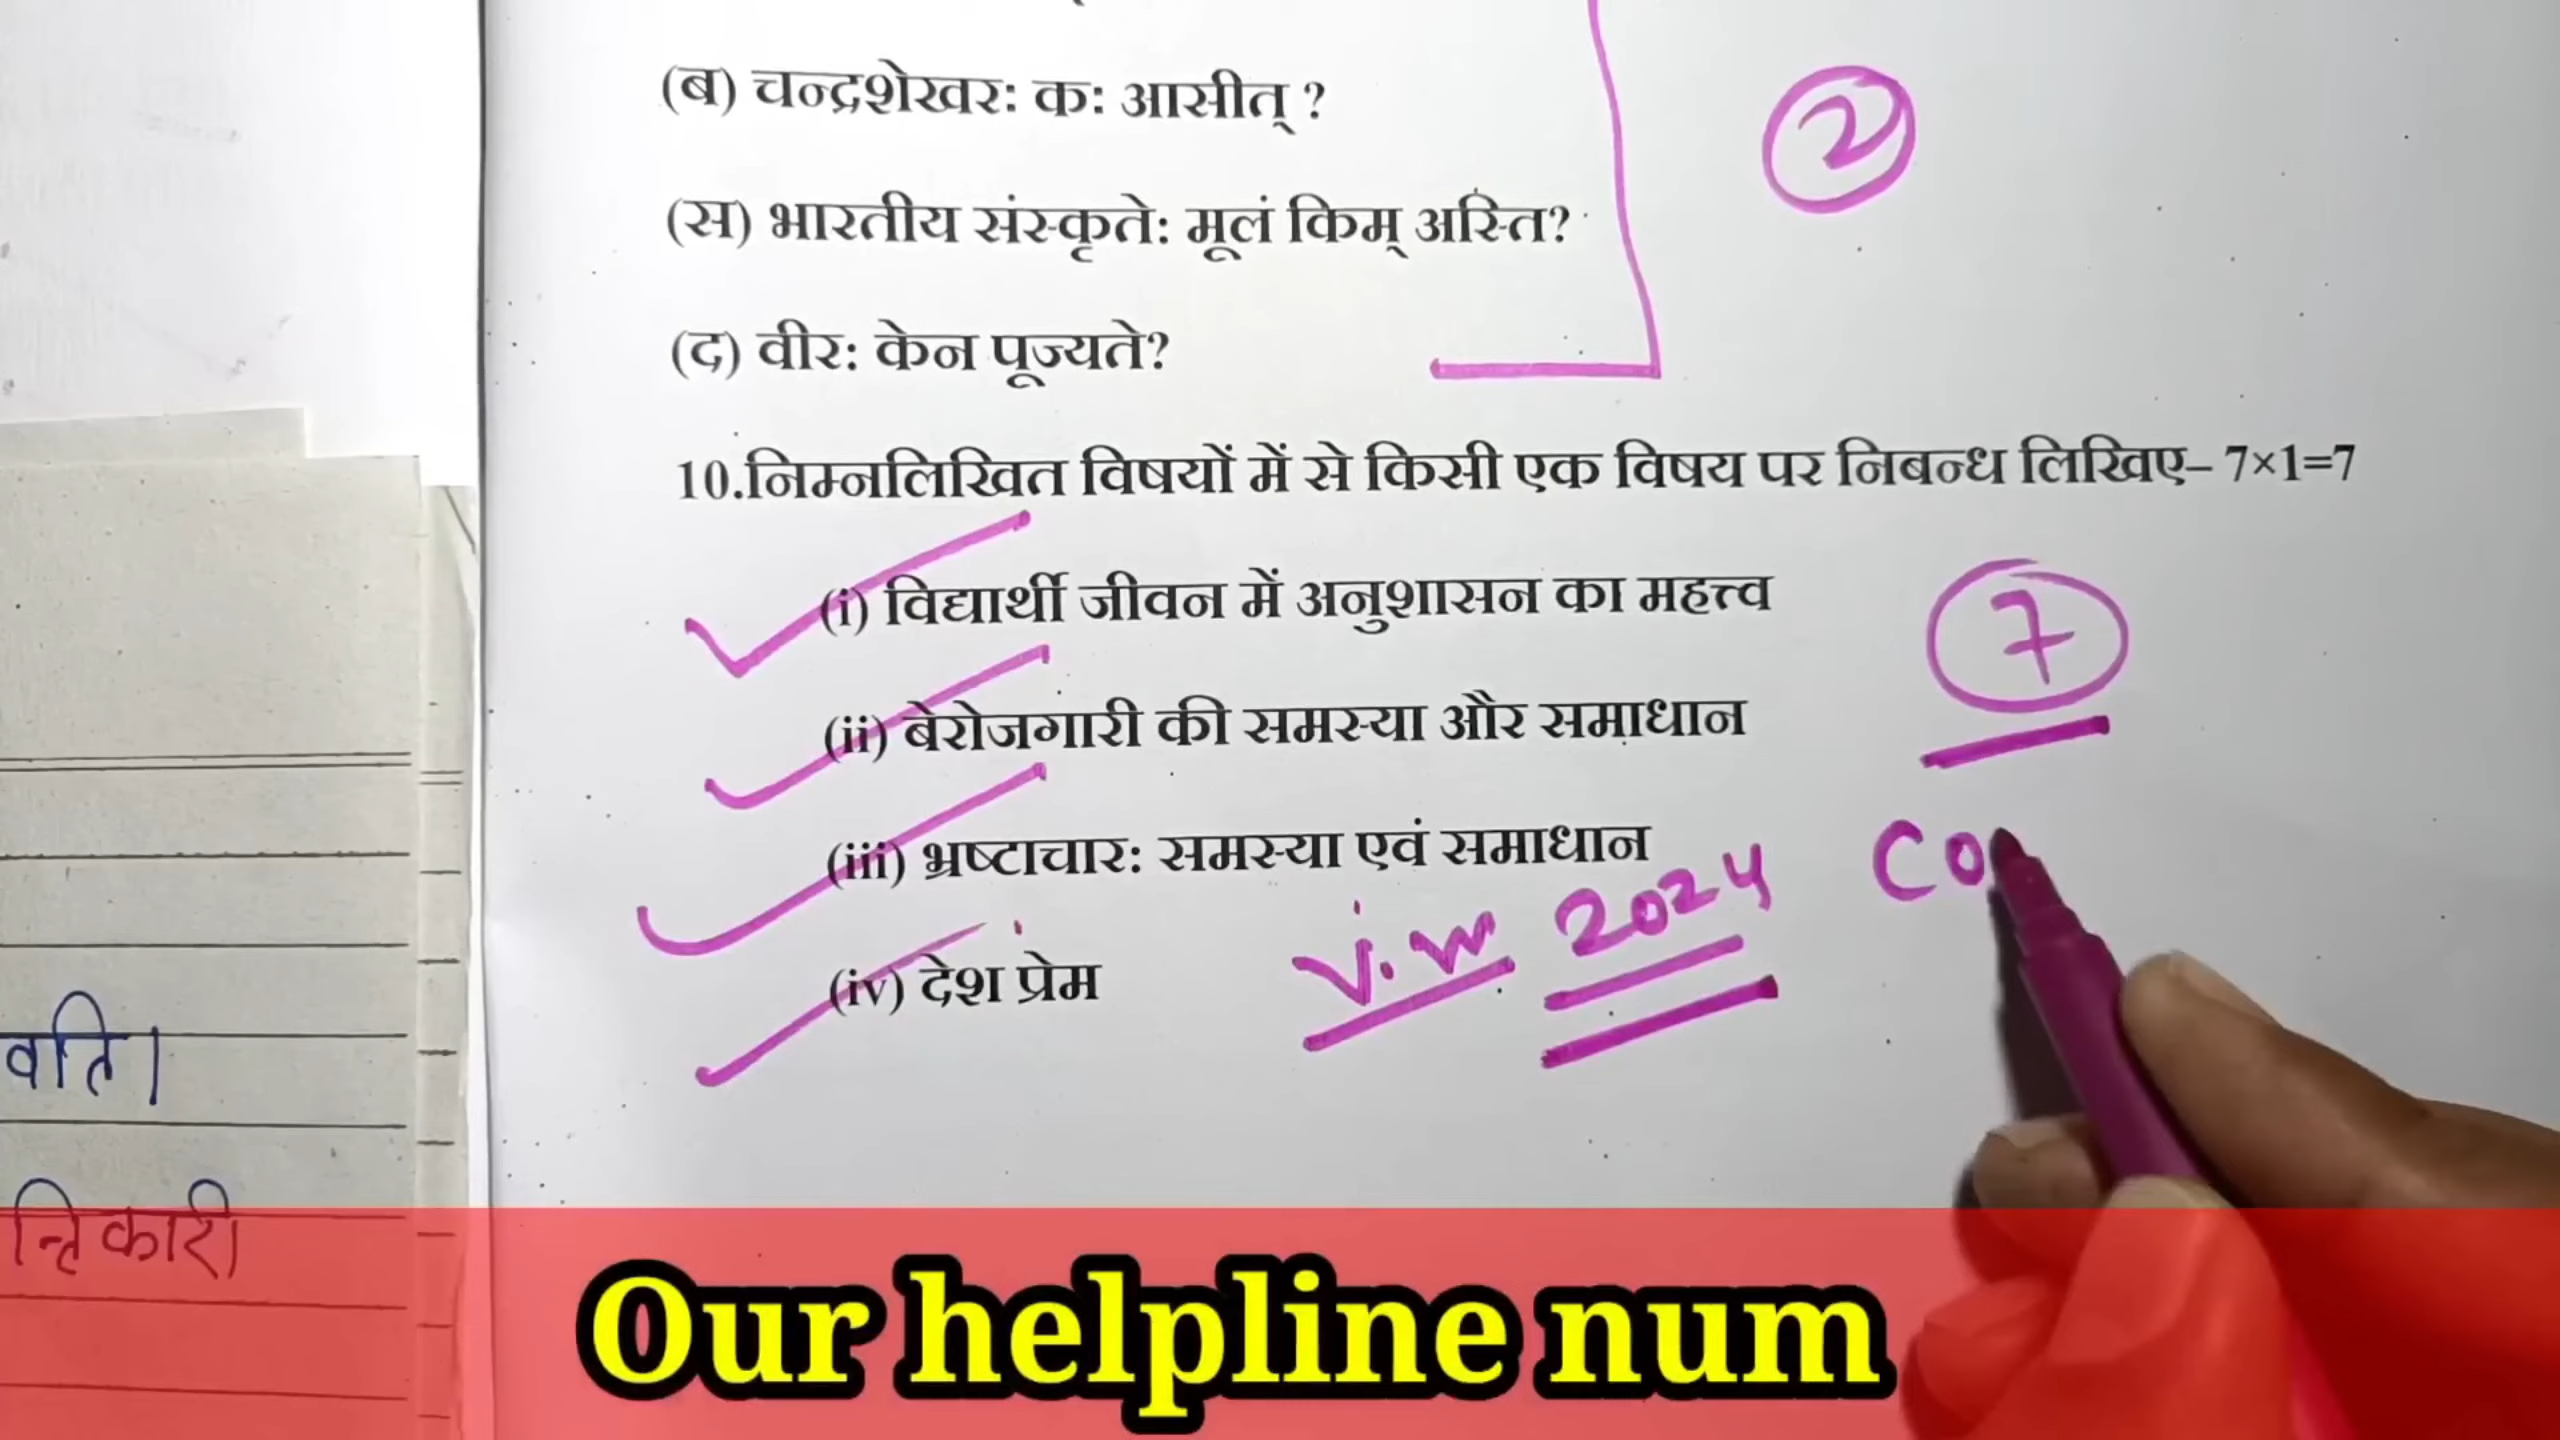 (ब) चन्द्रशेखरः कः आसीत् ?
2
(स) भारतीय संस्कृतेः मूलं किम् अस्ति?
(द) वीरः केन पूज्यते?
10.निम्नलिखित विषयों में से किसी एक विषय पर निबन्ध लिखिए– 7×1=7
(i) विद्यार्थी जीवन में अनुशासन का महत्त्व
7
(ii) बेरोजगारी की समस्या और समाधान
(iii) भ्रष्टाचारः समस्या एवं समाधान
Co
(iv) देश प्रेम
V.
वति।
न्तिकारी
Our helpline num